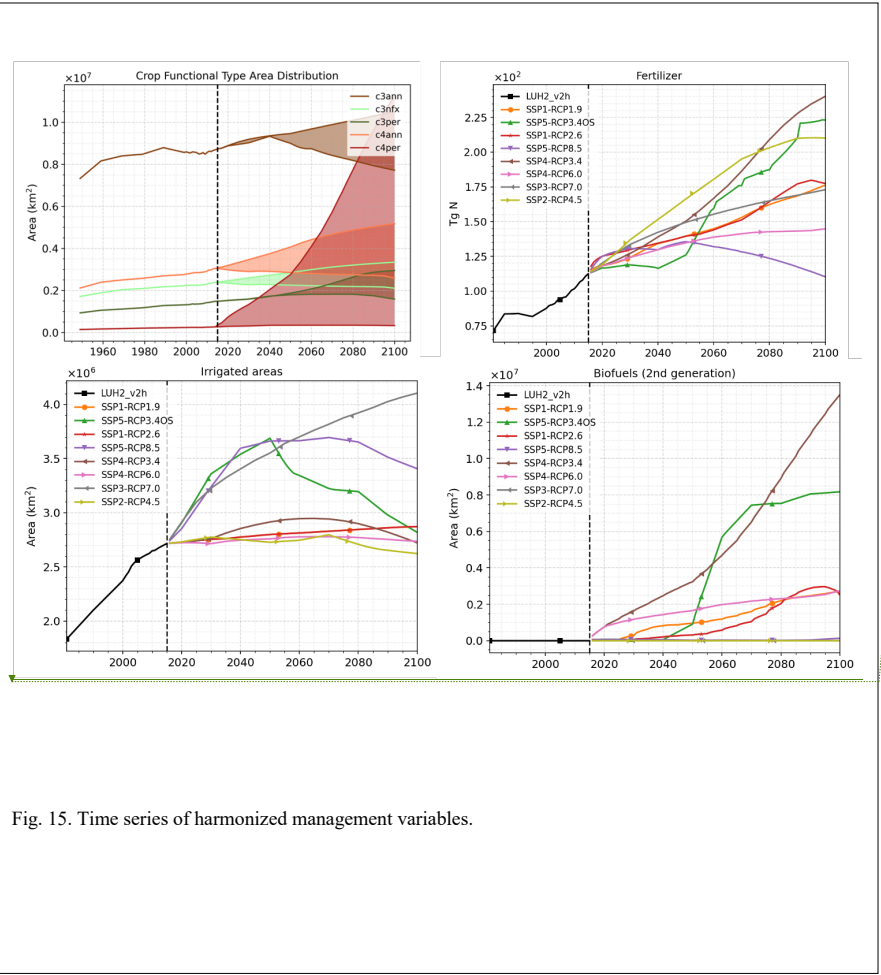 Crop Functional Type Area Distribution
×10⁷
c3ann
c3nfx
c3per
c4ann
c4per
1.0
0.8
0.6
0.4
0.2
0.0
Area (km²)
1960 1980 2000 2020 2040 2060 2080 2100
Fertilizer
×10²
LUH2_v2h
SSP1-RCP1.9
SSP5-RCP3.4OS
SSP1-RCP2.6
SSP5-RCP8.5
SSP4-RCP3.4
SSP4-RCP6.0
SSP3-RCP7.0
SSP2-RCP4.5
2.25
2.00
1.75
1.50
1.25
1.00
0.75
Tg N
2000 2020 2040 2060 2080 2100
Irrigated areas
×10⁶
LUH2_v2h
SSP1-RCP1.9
SSP5-RCP3.4OS
SSP1-RCP2.6
SSP5-RCP8.5
SSP4-RCP3.4
SSP4-RCP6.0
SSP3-RCP7.0
SSP2-RCP4.5
4.0
3.5
3.0
2.5
2.0
Area (km²)
2000 2020 2040 2060 2080 2100
Biofuels (2nd generation)
×10⁷
LUH2_v2h
SSP1-RCP1.9
SSP5-RCP3.4OS
SSP1-RCP2.6
SSP5-RCP8.5
SSP4-RCP3.4
SSP4-RCP6.0
SSP3-RCP7.0
SSP2-RCP4.5
1.4
1.2
1.0
0.8
0.6
0.4
0.2
0.0
Area (km²)
2000 2020 2040 2060 2080 2100
Fig. 15. Time series of harmonized management variables.